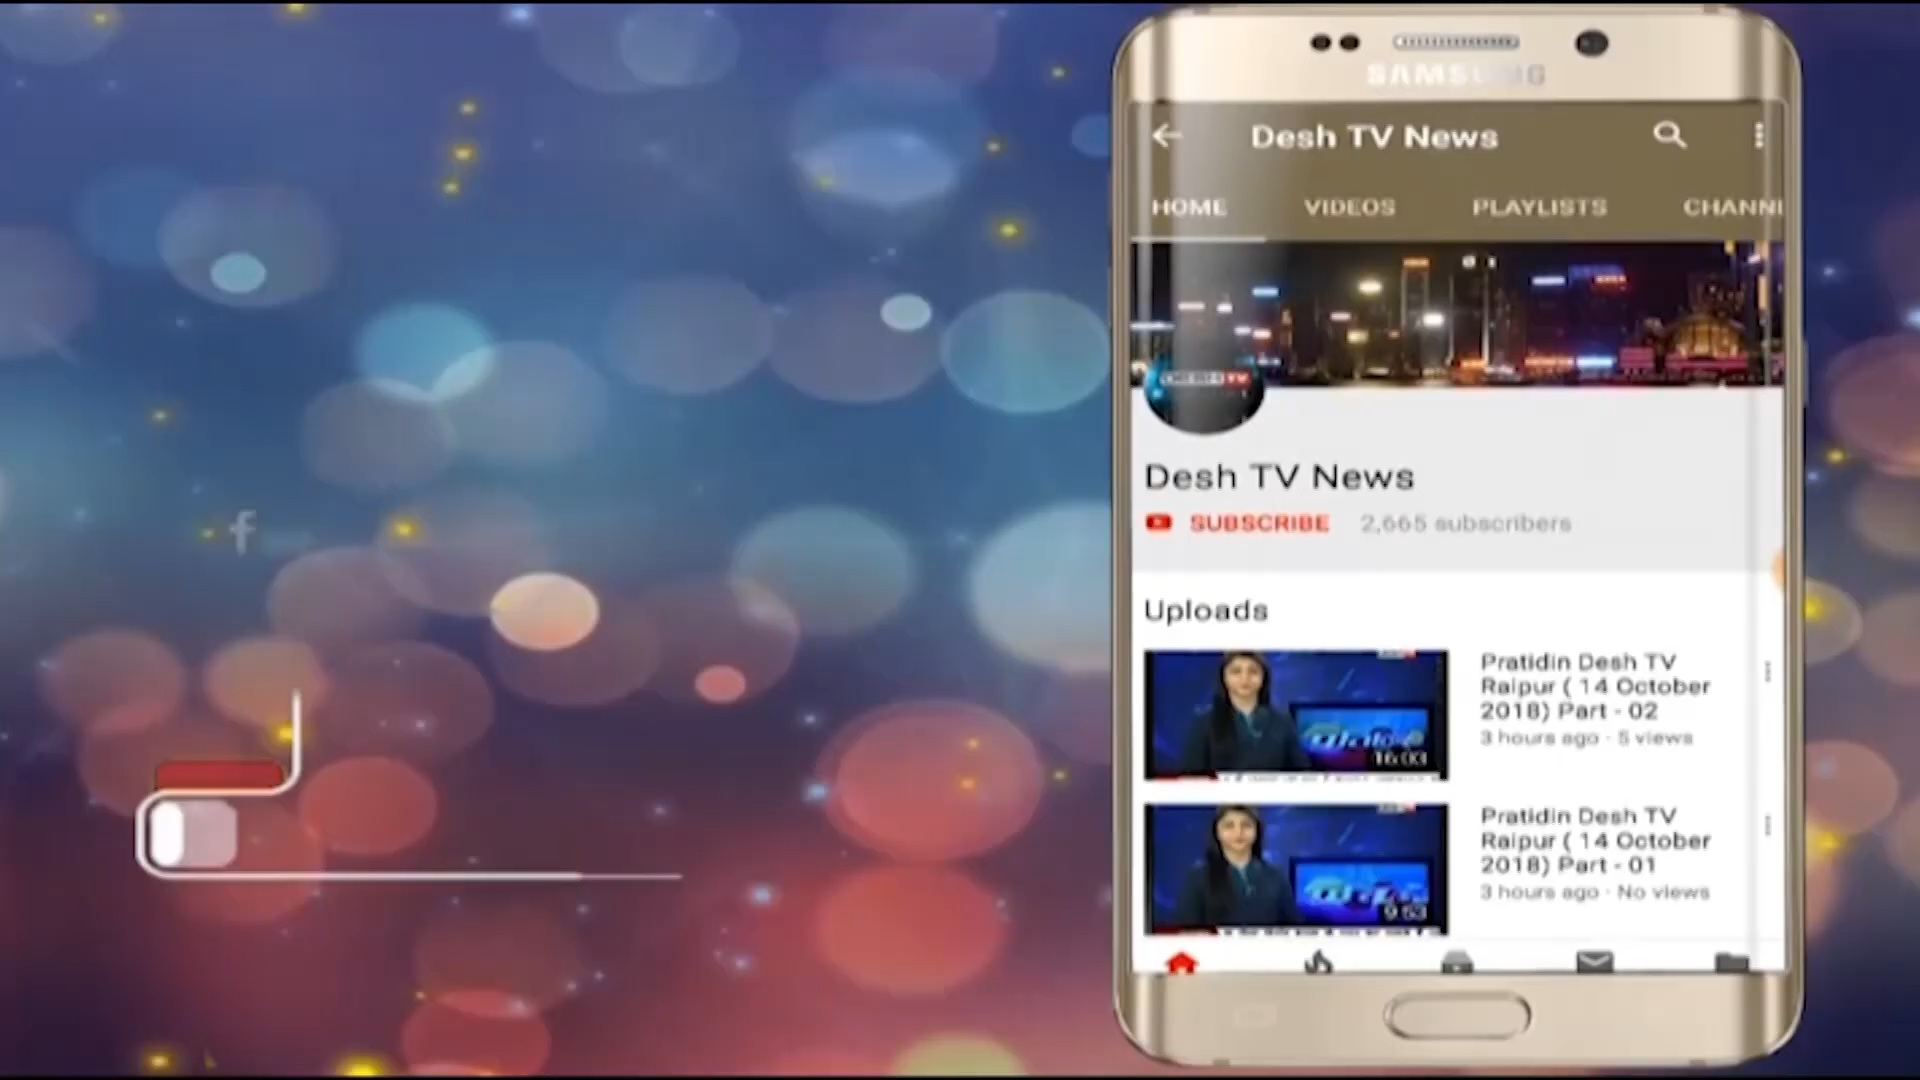 f
SAMSUNG
Desh TV News
HOME VIDEOS PLAYLISTS CHANNE
Desh TV News
SUBSCRIBE 2,665 subscribers
Uploads
Pratidin Desh TV
Raipur ( 14 October
2018) Part - 02
3 hours ago · 5 views
16:03
Pratidin Desh TV
Raipur ( 14 October
2018) Part - 01
3 hours ago · No views
9:53